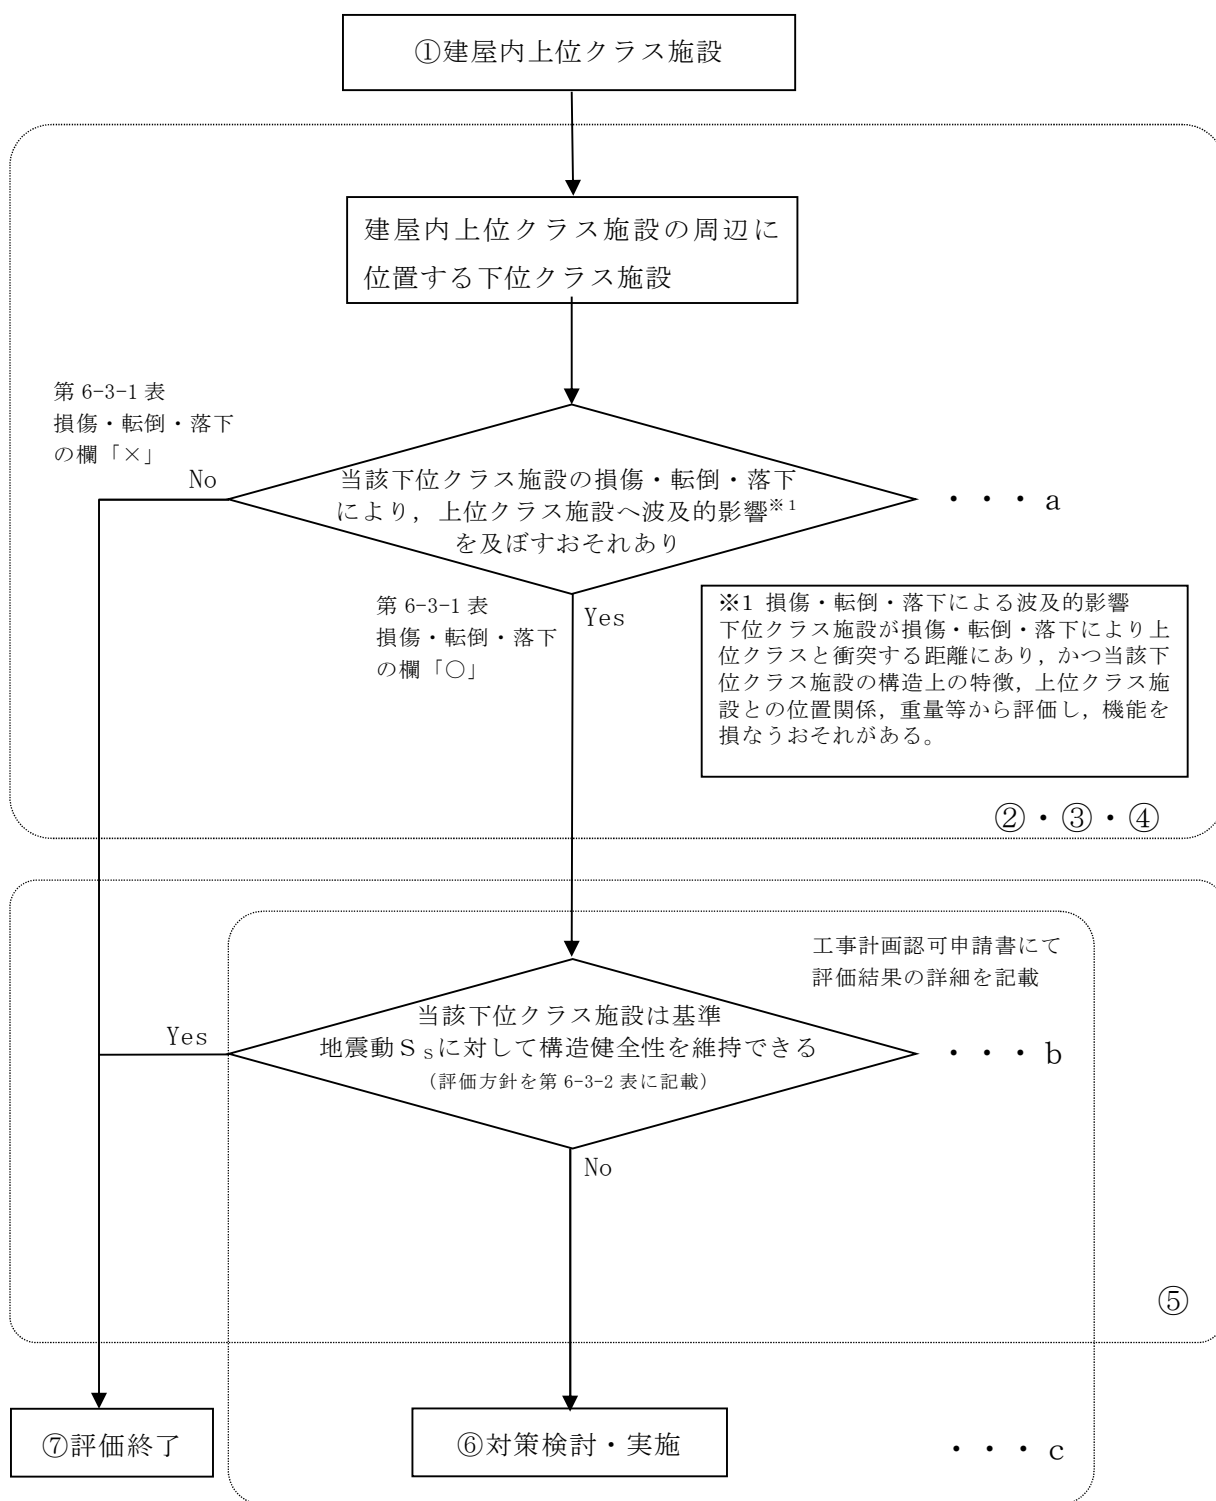 ①建屋内上位クラス施設
建屋内上位クラス施設の周辺に
位置する下位クラス施設
第 6-3-1 表
損傷・転倒・落下
の欄「×」
No
当該下位クラス施設の損傷・転倒・落下
により，上位クラス施設へ波及的影響※1
を及ぼすおそれあり
・・・a
第 6-3-1 表
損傷・転倒・落下
の欄「〇」
Yes
※1 損傷・転倒・落下による波及的影響
下位クラス施設が損傷・転倒・落下により上
位クラスと衝突する距離にあり，かつ当該下
位クラス施設の構造上の特徴，上位クラス施
設との位置関係，重量等から評価し，機能を
損なうおそれがある。
②・③・④
工事計画認可申請書にて
評価結果の詳細を記載
Yes
当該下位クラス施設は基準
地震動Ｓｓに対して構造健全性を維持できる
（評価方針を第 6-3-2 表に記載）
・・・b
No
⑤
⑦評価終了
⑥対策検討・実施
・・・c